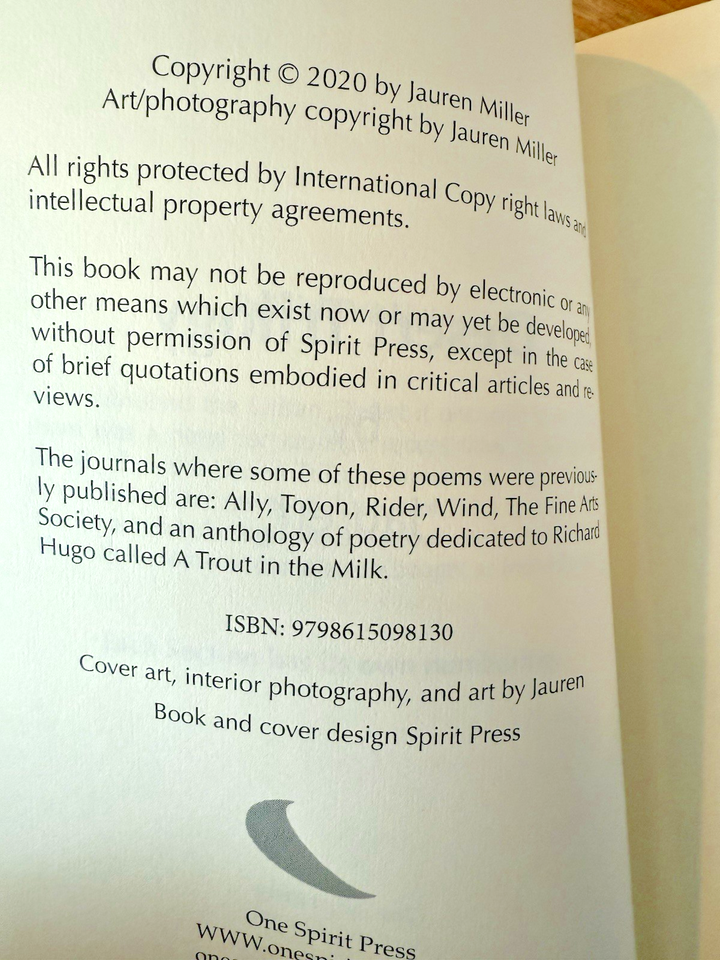 Copyright © 2020 by Jauren Miller
Art/photography copyright by Jauren Miller
All rights protected by International Copy right laws and
intellectual property agreements.
This book may not be reproduced by electronic or any
other means which exist now or may yet be developed,
without permission of Spirit Press, except in the case
of brief quotations embodied in critical articles and re-
views.
The journals where some of these poems were previous-
ly published are: Ally, Toyon, Rider, Wind, The Fine Arts
Society, and an anthology of poetry dedicated to Richard
Hugo called A Trout in the Milk.
ISBN: 9798615098130
Cover art, interior photography, and art by Jauren
Book and cover design Spirit Press
One Spirit Press